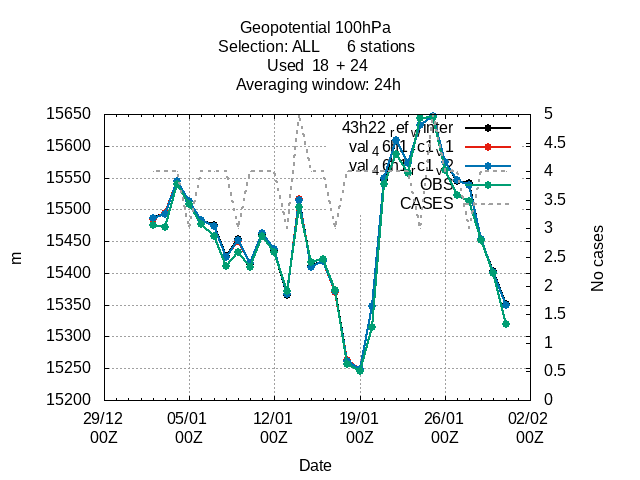 Geopotential 100hPa
Selection: ALL 6 stations
Used 18 + 24
Averaging window: 24h
15650
15600
15550
15500
15450
15400
15350
15300
15250
15200
5
4.5
4
3.5
3
2.5
2
1.5
1
0.5
0
m
No cases
43h22_ref_winter
val_46h1_rc1_v1
val_46h1_rc1_v2
OBS
CASES
29/12 05/01 12/01 19/01 26/01 02/02
00Z 00Z 00Z 00Z 00Z 00Z
Date